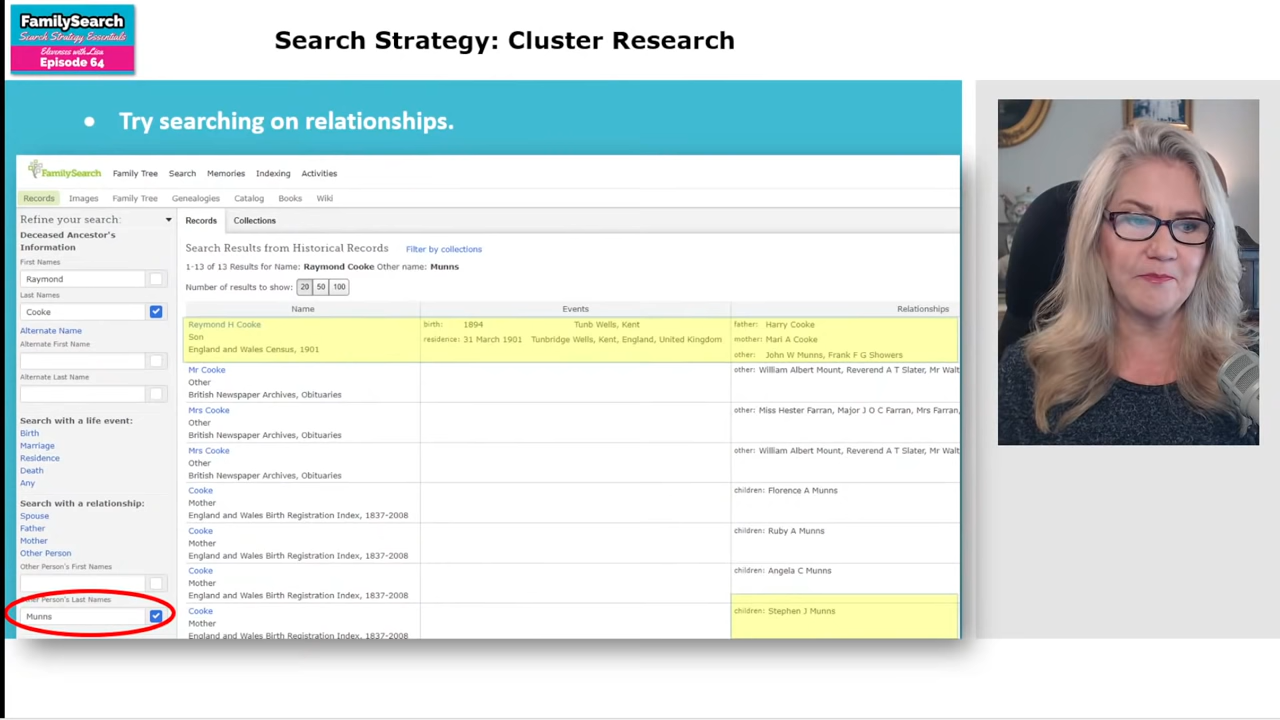 FamilySearch
Search Strategy Essentials
Elevenses with Lisa
Episode 64
Search Strategy: Cluster Research
• Try searching on relationships.
FamilySearch Family Tree Search Memories Indexing Activities
Records Images Family Tree Genealogies Catalog Books Wiki
Refine your search:
Deceased Ancestor's
Information
First Names
Raymond
Last Names
Cooke
Alternate Name
Alternate First Name
Alternate Last Name
Search with a life event:
Birth
Marriage
Residence
Death
Any
Search with a relationship:
Spouse
Father
Mother
Other Person
Other Person's First Names
Other Person's Last Names
Munns
Records Collections
Search Results from Historical Records Filter by collections
1-13 of 13 Results for Name: Raymond Cooke Other name: Munns
Number of results to show: 20 50 100
Name Events Relationships
Reymond H Cooke birth: 1894 Tunb Wells, Kent father: Harry Cooke
Son residence: 31 March 1901 Tunbridge Wells, Kent, England, United Kingdom mother: Mari A Cooke
England and Wales Census, 1901 other: John W Munns, Frank F G Showers
Mr Cooke other: William Albert Mount, Reverend A T Slater, Mr Walt
Other
British Newspaper Archives, Obituaries
Mrs Cooke other: Miss Hester Farran, Major J O C Farran, Mrs Farran,
Other
British Newspaper Archives, Obituaries
Mrs Cooke other: William Albert Mount, Reverend A T Slater, Mr Walt
Other
British Newspaper Archives, Obituaries
Cooke children: Florence A Munns
Mother
England and Wales Birth Registration Index, 1837-2008
Cooke children: Ruby A Munns
Mother
England and Wales Birth Registration Index, 1837-2008
Cooke children: Angela C Munns
Mother
England and Wales Birth Registration Index, 1837-2008
Cooke children: Stephen J Munns
Mother
England and Wales Birth Registration Index, 1837-2008